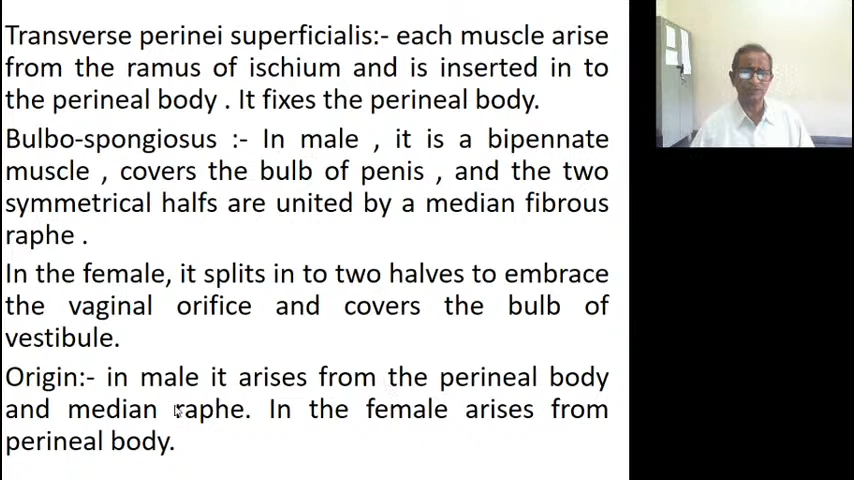 Transverse perinei superficialis:- each muscle arise
from the ramus of ischium and is inserted in to
the perineal body . It fixes the perineal body.
Bulbo-spongiosus :- In male , it is a bipennate
muscle , covers the bulb of penis , and the two
symmetrical halfs are united by a median fibrous
raphe .
In the female, it splits in to two halves to embrace
the vaginal orifice and covers the bulb of
vestibule.
Origin:- in male it arises from the perineal body
and median raphe. In the female arises from
perineal body.